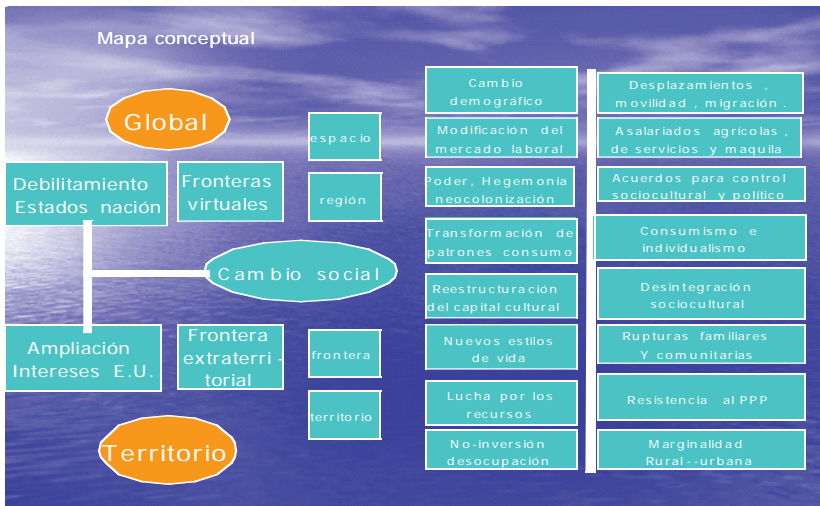 Mapa conceptual
Global
Debilitamiento
Estados nación
Fronteras
virtuales
espacio
región
Cambio social
Ampliación
Intereses E.U.
Frontera
extraterri -
torial
frontera
territorio
Territorio
Cambio
demográfico
Modificación del
mercado laboral
Poder, Hegemonía
neocolonización
Transformación de
patrones consumo
Reestructuración
del capital cultural
Nuevos estilos
de vida
Lucha por los
recursos
No-inversión
desocupación
Desplazamientos ,
movilidad , migración .
Asalariados agrícolas ,
de servicios y maquila
Acuerdos para control
sociocultural y político
Consumismo e
individualismo
Desintegración
sociocultural
Rupturas familiares
Y comunitarias
Resistencia al PPP
Marginalidad
Rural--urbana